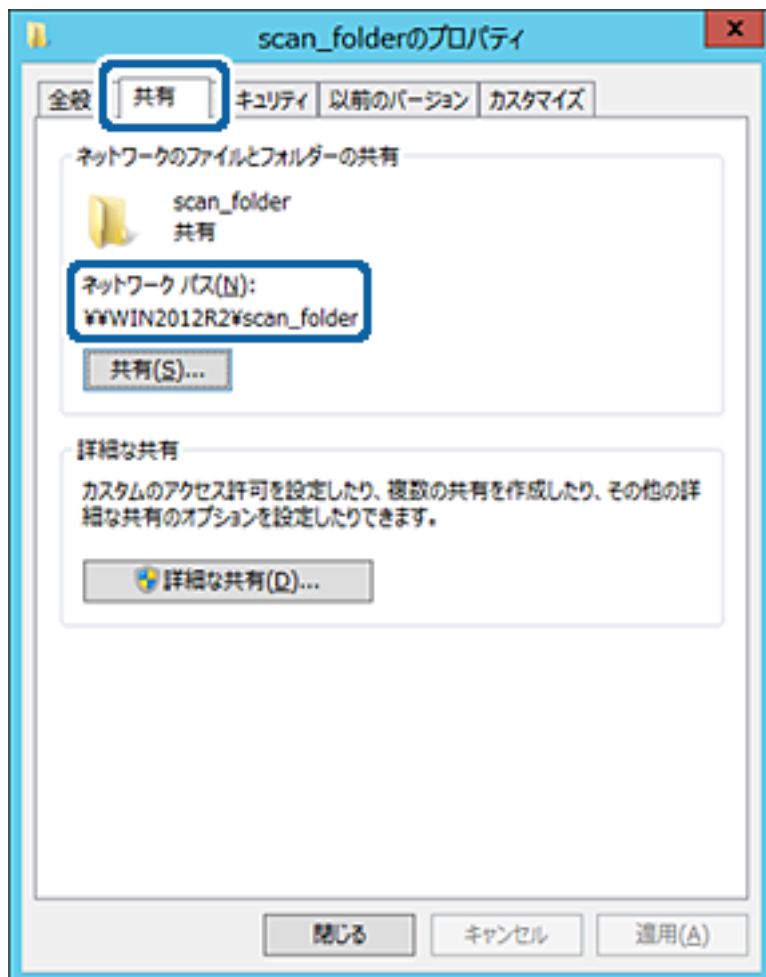 scan_folderのプロパティ
x
全般
共有
キュリティ
以前のバージョン
カスタマイズ
ネットワークのファイルとフォルダーの共有
scan_folder
共有
ネットワーク パス(N):
¥¥WIN2012R2¥scan_folder
共有(S)...
詳細な共有
カスタムのアクセス許可を設定したり、複数の共有を作成したり、その他の詳
細な共有のオプションを設定したりできます。
詳細な共有(D)...
閉じる
キャンセル
適用(A)